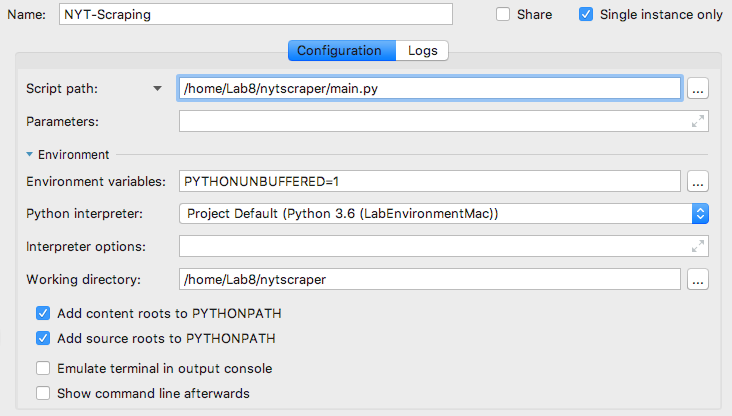 Name: NYT-Scraping Share Single instance only
Configuration Logs
Script path: /home/Lab8/nytscraper/main.py ...
Parameters:
Environment
Environment variables: PYTHONUNBUFFERED=1 ...
Python interpreter: Project Default (Python 3.6 (LabEnvironmentMac))
Interpreter options:
Working directory: /home/Lab8/nytscraper ...
Add content roots to PYTHONPATH
Add source roots to PYTHONPATH
Emulate terminal in output console
Show command line afterwards